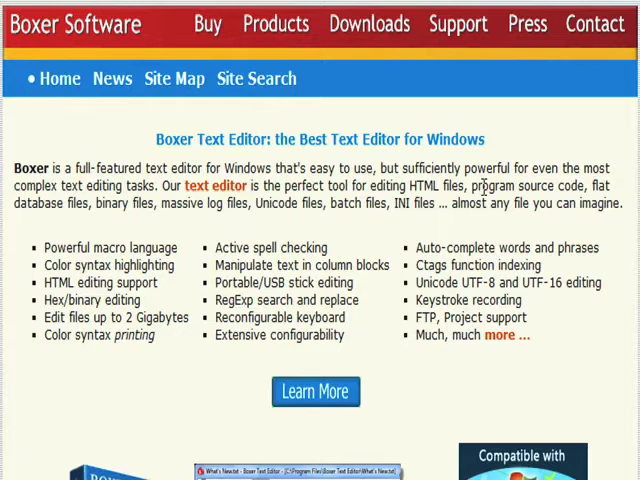 Boxer Software Buy Products Downloads Support Press Contact
• Home News Site Map Site Search
Boxer Text Editor: the Best Text Editor for Windows
Boxer is a full-featured text editor for Windows that's easy to use, but sufficiently powerful for even the most
complex text editing tasks. Our text editor is the perfect tool for editing HTML files, program source code, flat
database files, binary files, massive log files, Unicode files, batch files, INI files ... almost any file you can imagine.
▪ Powerful macro language
▪ Color syntax highlighting
▪ HTML editing support
▪ Hex/binary editing
▪ Edit files up to 2 Gigabytes
▪ Color syntax printing
▪ Active spell checking
▪ Manipulate text in column blocks
▪ Portable/USB stick editing
▪ RegExp search and replace
▪ Reconfigurable keyboard
▪ Extensive configurability
▪ Auto-complete words and phrases
▪ Ctags function indexing
▪ Unicode UTF-8 and UTF-16 editing
▪ Keystroke recording
▪ FTP, Project support
▪ Much, much more ...
Learn More
What's New.txt - Boxer Text Editor - [C:\Program Files\Boxer Text Editor\What's New.txt]
Compatible with